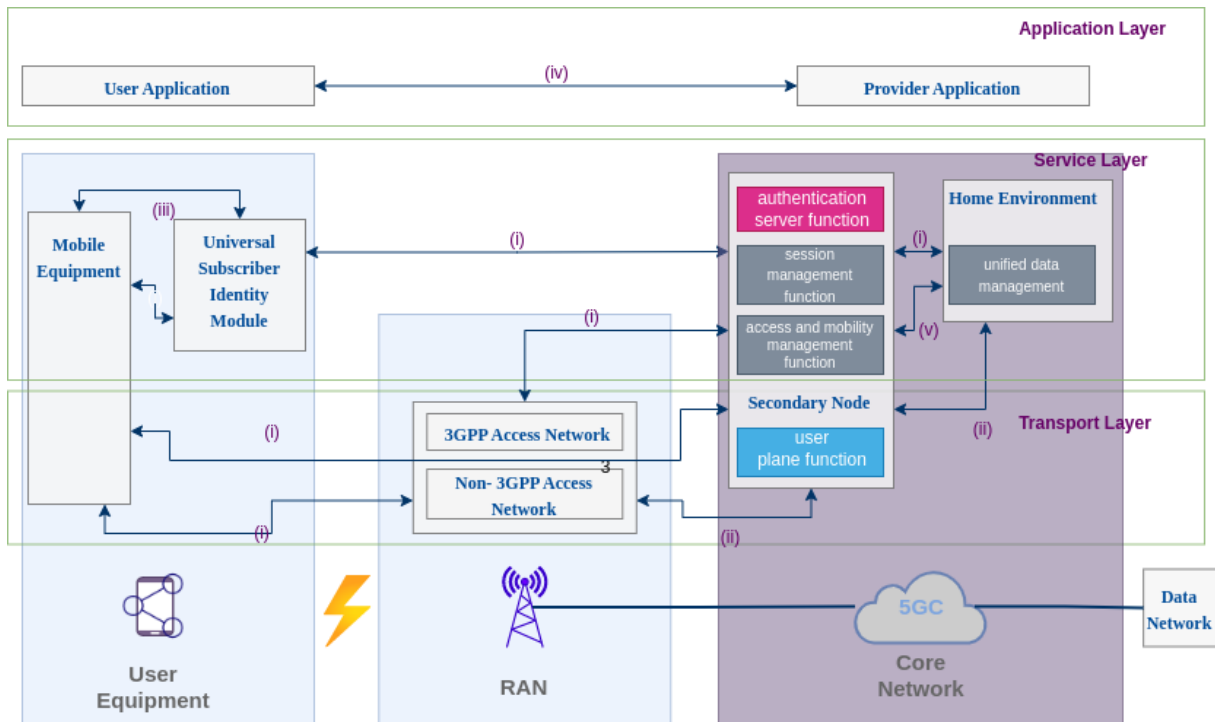 Application Layer
User Application
(iv)
Provider Application
Service Layer
Mobile
Equipment
(iii)
Universal
Subscriber
Identity
Module
(i)
authentication
server function
session
management
function
access and mobility
management
function
(i)
Home Environment
unified data
management
(i)
(v)
Transport Layer
(i)
(i)
3GPP Access Network
3
Non- 3GPP Access
Network
Secondary Node
user
plane function
(ii)
(ii)
User
Equipment
RAN
5GC
Core
Network
Data
Network